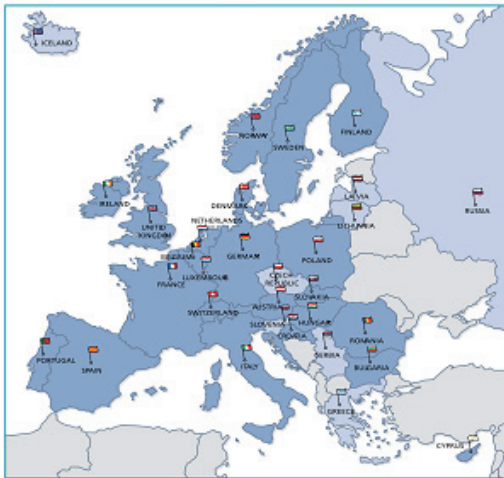 ICELAND
NORWAY
SWEDEN
FINLAND
RUSSIA
LATVIA
LITHUANIA
DENMARK
IRELAND
UNITED
KINGDOM
NETHERLANDS
BELGIUM
GERMANY
POLAND
LUXEMBOURG
FRANCE
CZECH
REPUBLIC
SLOVAKIA
SWITZERLAND
AUSTRIA
HUNGARY
SLOVENIA
CROATIA
ROMANIA
SERBIA
BULGARIA
ITALY
PORTUGAL
SPAIN
GREECE
CYPRUS